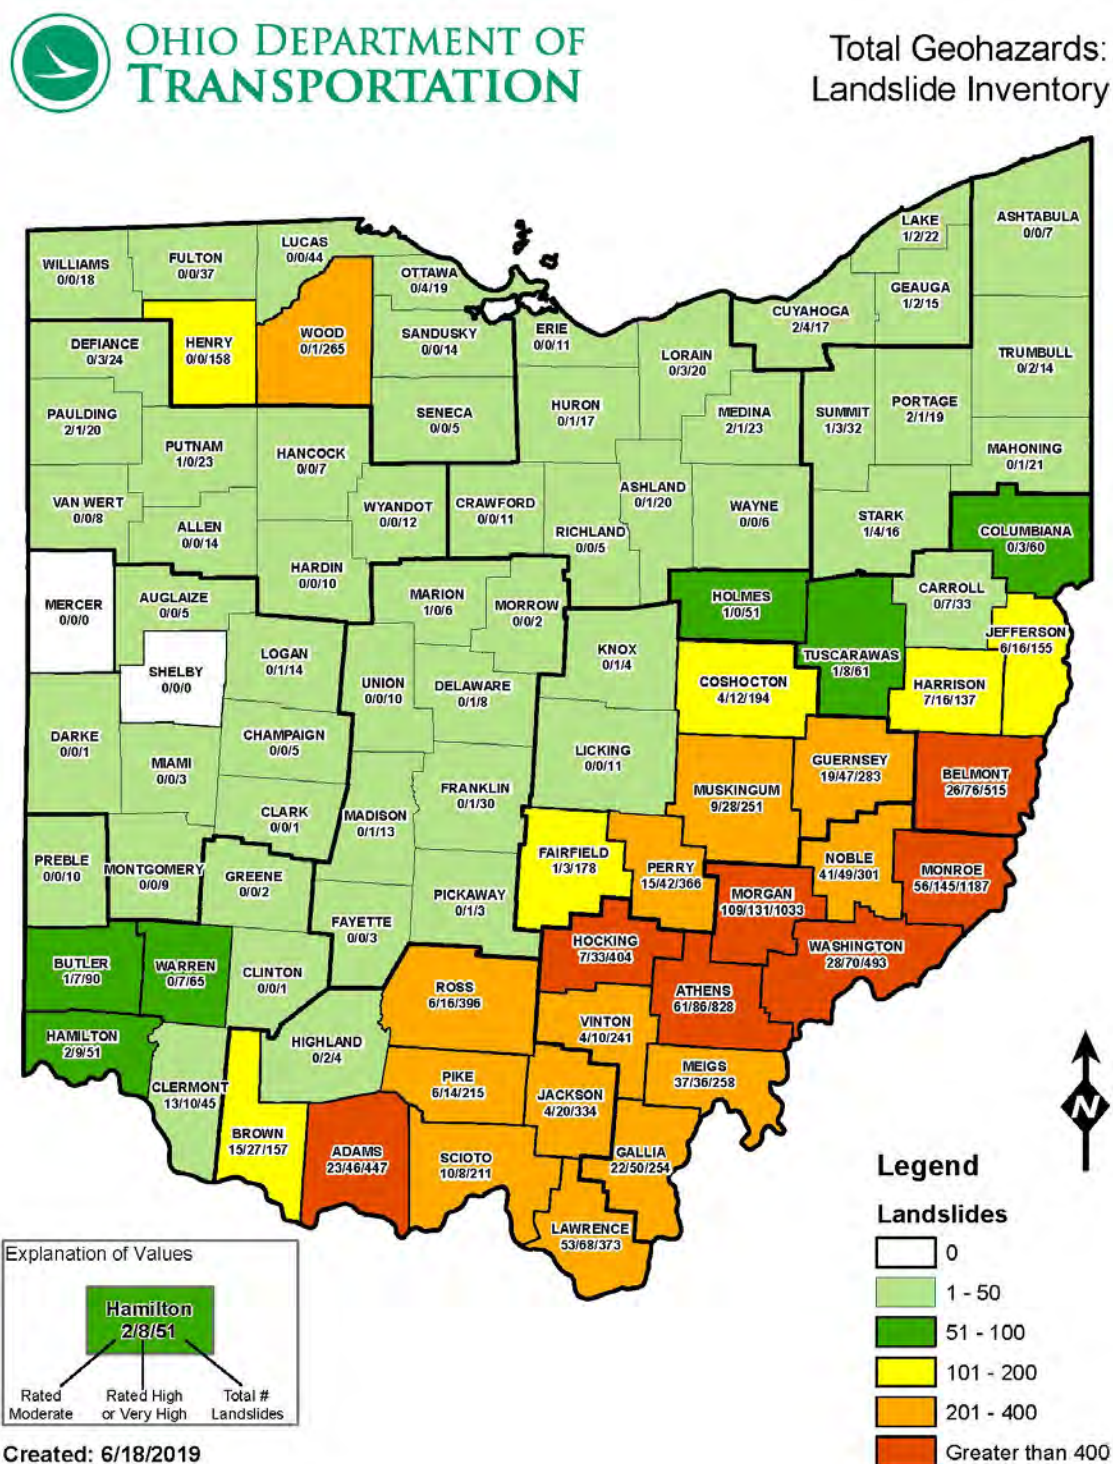 OHIO DEPARTMENT OF
TRANSPORTATION
Total Geohazards:
Landslide Inventory
WILLIAMS
0/0/18
FULTON
0/0/37
LUCAS
0/0/44
OTTAWA
0/4/19
LAKE
1/2/22
ASHTABULA
0/0/7
GEAUGA
1/2/15
CUYAHOGA
2/4/17
DEFIANCE
0/3/24
HENRY
0/0/158
WOOD
0/1/265
SANDUSKY
0/0/14
ERIE
0/0/11
LORAIN
0/3/20
TRUMBULL
0/2/14
PAULDING
2/1/20
PUTNAM
1/0/23
HANCOCK
0/0/7
SENECA
0/0/5
HURON
0/1/17
MEDINA
2/1/23
SUMMIT
1/3/32
PORTAGE
2/1/19
MAHONING
0/1/21
VAN WERT
0/0/8
ALLEN
0/0/14
WYANDOT
0/0/12
CRAWFORD
0/0/11
RICHLAND
0/0/5
ASHLAND
0/1/20
WAYNE
0/0/6
STARK
1/4/16
COLUMBIANA
0/3/60
MERCER
0/0/0
AUGLAIZE
0/0/5
HARDIN
0/0/10
MARION
1/0/6
MORROW
0/0/2
HOLMES
1/0/51
CARROLL
0/7/33
JEFFERSON
6/16/155
SHELBY
0/0/0
LOGAN
0/1/14
UNION
0/0/10
DELAWARE
0/1/8
KNOX
0/1/4
COSHOCTON
4/12/194
TUSCARAWAS
1/8/61
HARRISON
7/16/137
DARKE
0/0/1
MIAMI
0/0/3
CHAMPAIGN
0/0/5
LICKING
0/0/11
MUSKINGUM
9/28/251
GUERNSEY
19/47/283
BELMONT
26/76/515
CLARK
0/0/1
MADISON
0/1/13
FRANKLIN
0/1/30
PREBLE
0/0/10
MONTGOMERY
0/0/9
GREENE
0/0/2
FAYETTE
0/0/3
PICKAWAY
0/1/3
FAIRFIELD
1/3/178
PERRY
15/42/366
MORGAN
109/131/1033
NOBLE
41/49/301
MONROE
56/145/1187
BUTLER
1/7/90
WARREN
0/7/65
CLINTON
0/0/1
ROSS
6/16/396
HOCKING
7/33/404
ATHENS
61/86/828
WASHINGTON
28/70/493
HAMILTON
2/9/51
CLERMONT
13/10/45
HIGHLAND
0/2/4
PIKE
6/14/215
VINTON
4/10/241
JACKSON
4/20/334
MEIGS
37/36/258
BROWN
15/27/157
ADAMS
23/46/447
SCIOTO
10/8/211
GALLIA
22/50/254
LAWRENCE
53/68/373
N
Explanation of Values
Hamilton
2/8/51
Rated
Moderate
Rated High
or Very High
Total #
Landslides
Created: 6/18/2019
Legend
Landslides
0
1 - 50
51 - 100
101 - 200
201 - 400
Greater than 400